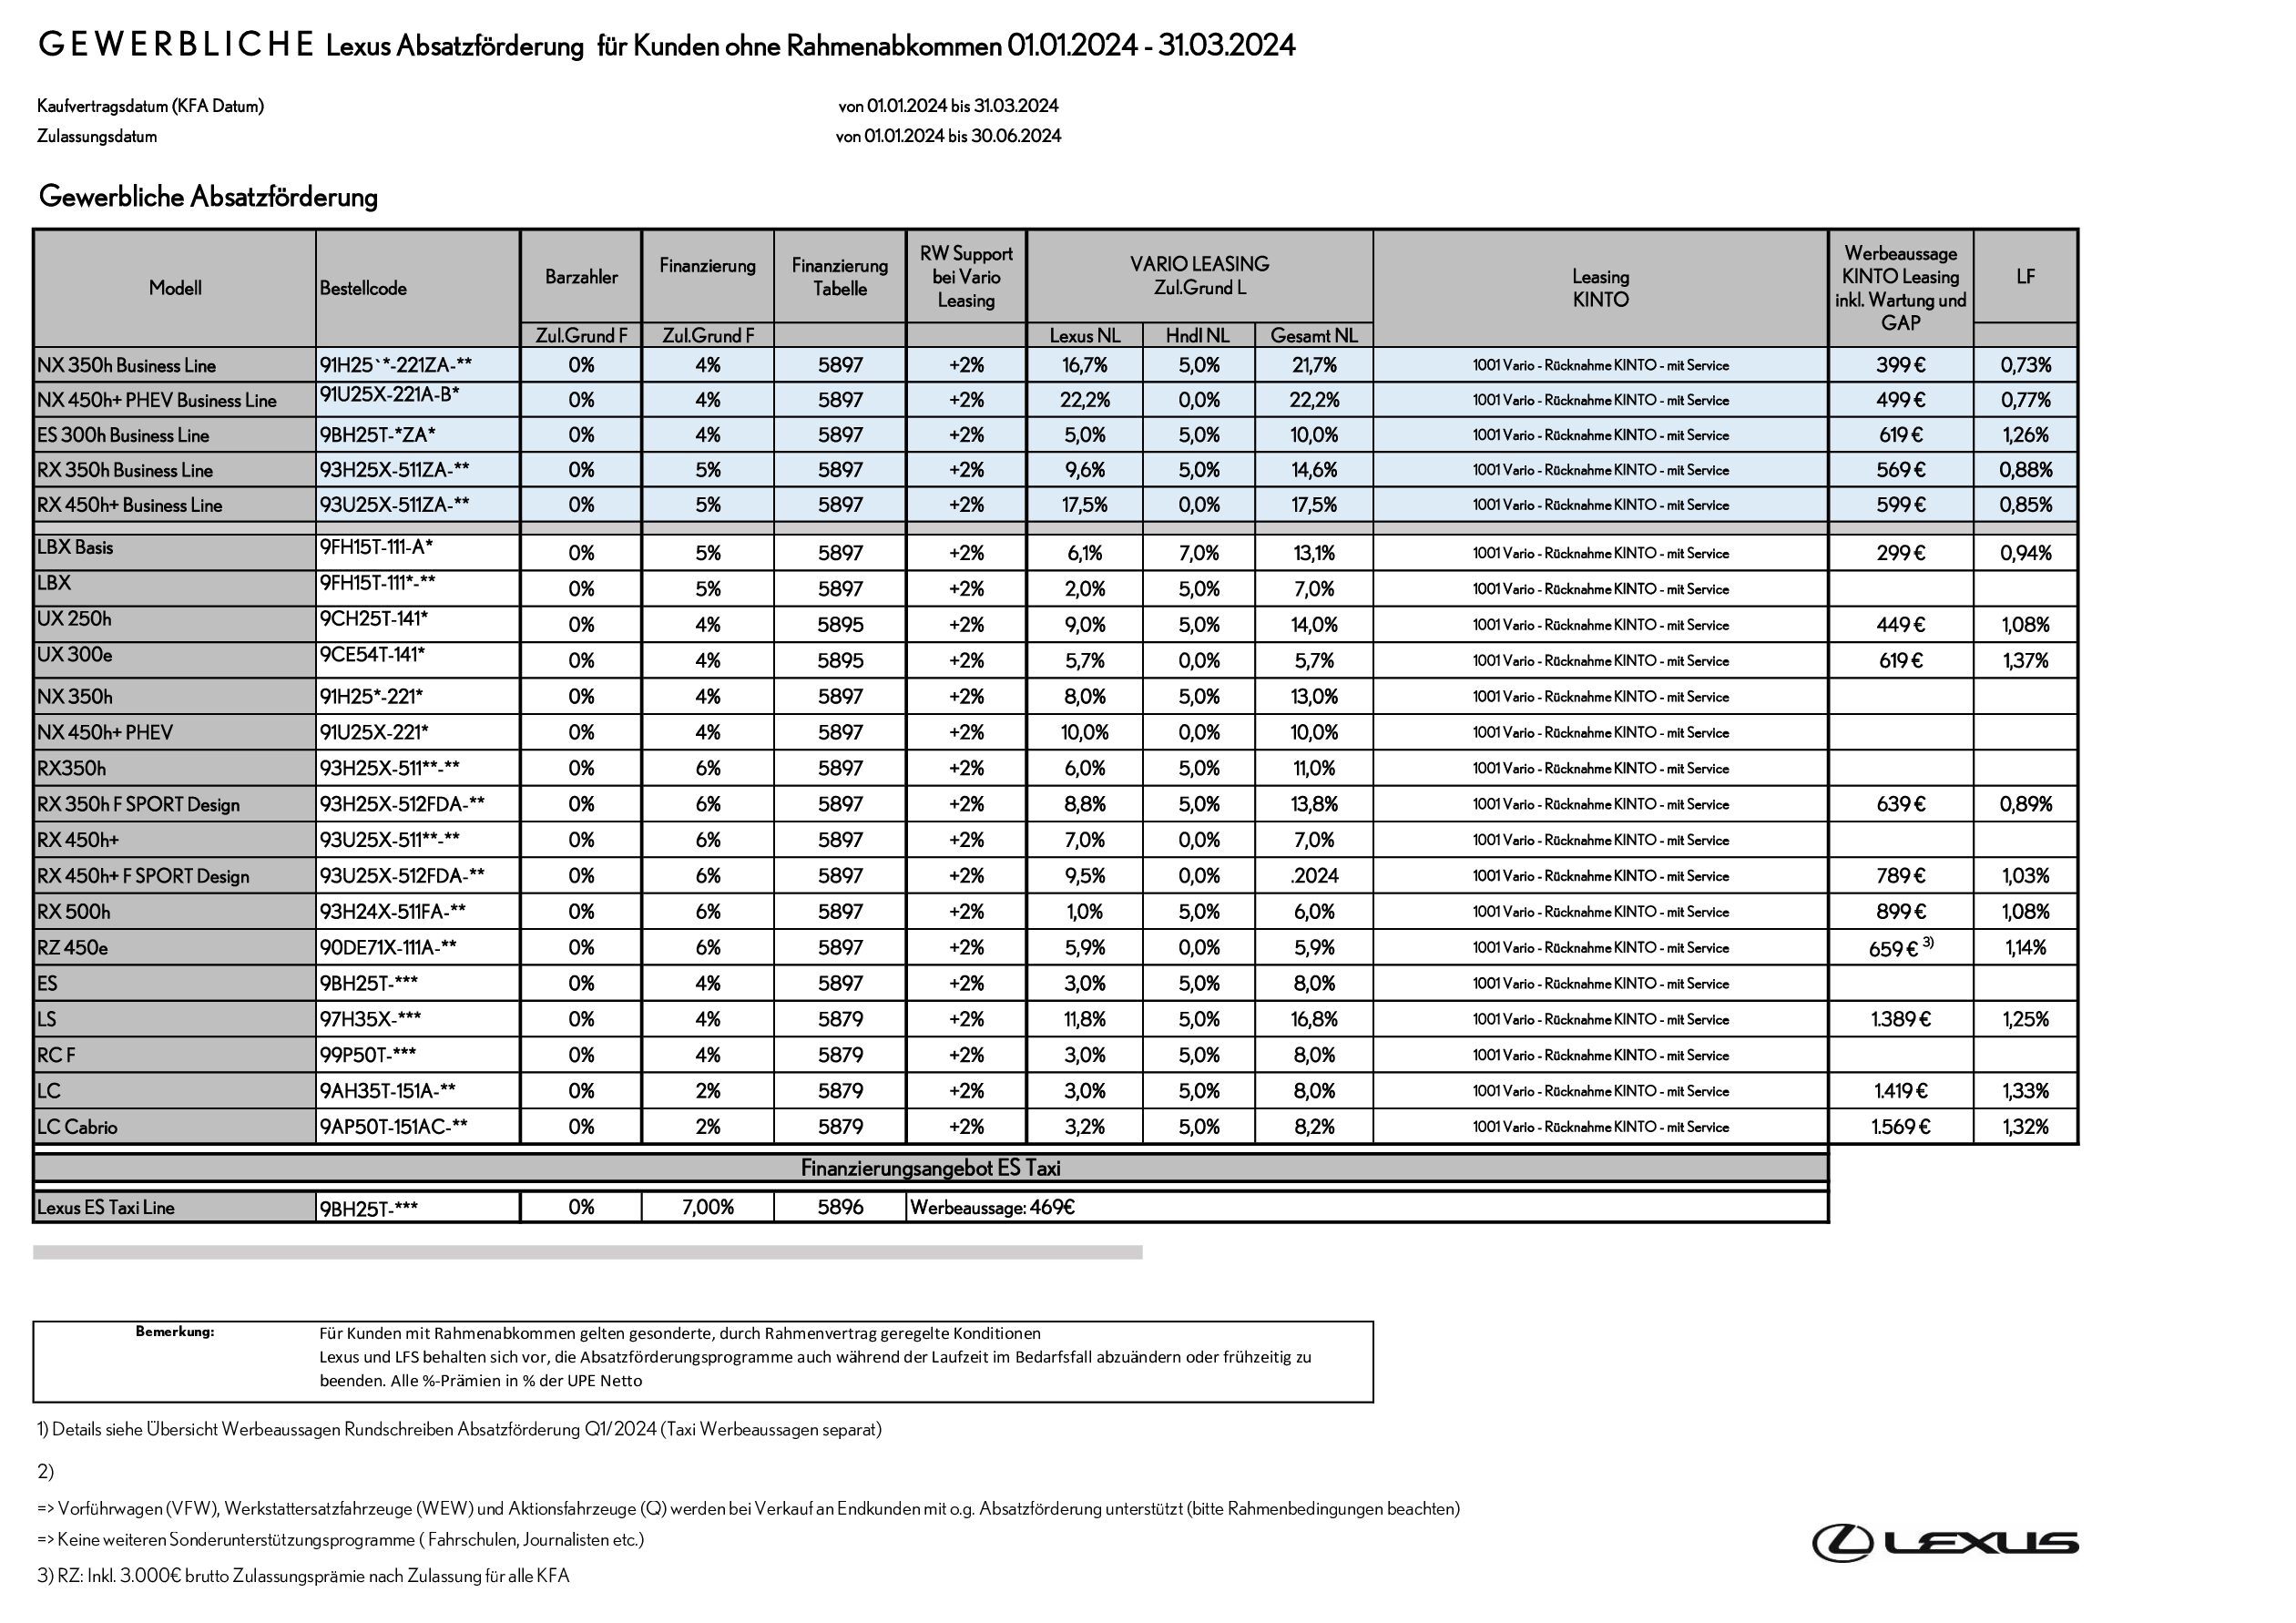 GEWERBLICHE Lexus Absatzförderung für Kunden ohne Rahmenabkommen 01.01.2024 - 31.03.2024
Kaufvertragsdatum (KFA Datum) von 01.01.2024 bis 31.03.2024
Zulassungsdatum von 01.01.2024 bis 30.06.2024
Gewerbliche Absatzförderung
Modell Bestellcode Barzahler Finanzierung Finanzierung Tabelle RW Support bei Vario Leasing VARIO LEASING Zul.Grund L Leasing KINTO Werbeaussage KINTO Leasing inkl. Wartung und GAP LF
Zul.Grund F Zul.Grund F Lexus NL Hndl NL Gesamt NL
NX 350h Business Line 91H25`*-221ZA-** 0% 4% 5897 +2% 16,7% 5,0% 21,7% 1001 Vario - Rücknahme KINTO - mit Service 399 € 0,73%
NX 450h+ PHEV Business Line 91U25X-221A-B* 0% 4% 5897 +2% 22,2% 0,0% 22,2% 1001 Vario - Rücknahme KINTO - mit Service 499 € 0,77%
ES 300h Business Line 9BH25T-*ZA* 0% 4% 5897 +2% 5,0% 5,0% 10,0% 1001 Vario - Rücknahme KINTO - mit Service 619 € 1,26%
RX 350h Business Line 93H25X-511ZA-** 0% 5% 5897 +2% 9,6% 5,0% 14,6% 1001 Vario - Rücknahme KINTO - mit Service 569 € 0,88%
RX 450h+ Business Line 93U25X-511ZA-** 0% 5% 5897 +2% 17,5% 0,0% 17,5% 1001 Vario - Rücknahme KINTO - mit Service 599 € 0,85%
LBX Basis 9FH15T-111-A* 0% 5% 5897 +2% 6,1% 7,0% 13,1% 1001 Vario - Rücknahme KINTO - mit Service 299 € 0,94%
LBX 9FH15T-111*-** 0% 5% 5897 +2% 2,0% 5,0% 7,0% 1001 Vario - Rücknahme KINTO - mit Service
UX 250h 9CH25T-141* 0% 4% 5895 +2% 9,0% 5,0% 14,0% 1001 Vario - Rücknahme KINTO - mit Service 449 € 1,08%
UX 300e 9CE54T-141* 0% 4% 5895 +2% 5,7% 0,0% 5,7% 1001 Vario - Rücknahme KINTO - mit Service 619 € 1,37%
NX 350h 91H25*-221* 0% 4% 5897 +2% 8,0% 5,0% 13,0% 1001 Vario - Rücknahme KINTO - mit Service
NX 450h+ PHEV 91U25X-221* 0% 4% 5897 +2% 10,0% 0,0% 10,0% 1001 Vario - Rücknahme KINTO - mit Service
RX350h 93H25X-511**-** 0% 6% 5897 +2% 6,0% 5,0% 11,0% 1001 Vario - Rücknahme KINTO - mit Service
RX 350h F SPORT Design 93H25X-512FDA-** 0% 6% 5897 +2% 8,8% 5,0% 13,8% 1001 Vario - Rücknahme KINTO - mit Service 639 € 0,89%
RX 450h+ 93U25X-511**-** 0% 6% 5897 +2% 7,0% 0,0% 7,0% 1001 Vario - Rücknahme KINTO - mit Service
RX 450h+ F SPORT Design 93U25X-512FDA-** 0% 6% 5897 +2% 9,5% 0,0% .2024 1001 Vario - Rücknahme KINTO - mit Service 789 € 1,03%
RX 500h 93H24X-511FA-** 0% 6% 5897 +2% 1,0% 5,0% 6,0% 1001 Vario - Rücknahme KINTO - mit Service 899 € 1,08%
RZ 450e 90DE71X-111A-** 0% 6% 5897 +2% 5,9% 0,0% 5,9% 1001 Vario - Rücknahme KINTO - mit Service 659 € 3) 1,14%
ES 9BH25T-*** 0% 4% 5897 +2% 3,0% 5,0% 8,0% 1001 Vario - Rücknahme KINTO - mit Service
LS 97H35X-*** 0% 4% 5879 +2% 11,8% 5,0% 16,8% 1001 Vario - Rücknahme KINTO - mit Service 1.389 € 1,25%
RC F 99P50T-*** 0% 4% 5879 +2% 3,0% 5,0% 8,0% 1001 Vario - Rücknahme KINTO - mit Service
LC 9AH35T-151A-** 0% 2% 5879 +2% 3,0% 5,0% 8,0% 1001 Vario - Rücknahme KINTO - mit Service 1.419 € 1,33%
LC Cabrio 9AP50T-151AC-** 0% 2% 5879 +2% 3,2% 5,0% 8,2% 1001 Vario - Rücknahme KINTO - mit Service 1.569 € 1,32%
Finanzierungsangebot ES Taxi
Lexus ES Taxi Line 9BH25T-*** 0% 7,00% 5896 Werbeaussage: 469€
Bemerkung: Für Kunden mit Rahmenabkommen gelten gesonderte, durch Rahmenvertrag geregelte Konditionen
Lexus und LFS behalten sich vor, die Absatzförderungsprogramme auch während der Laufzeit im Bedarfsfall abzuändern oder frühzeitig zu
beenden. Alle %-Prämien in % der UPE Netto
1) Details siehe Übersicht Werbeaussagen Rundschreiben Absatzförderung Q1/2024 (Taxi Werbeaussagen separat)
2)
=> Vorführwagen (VFW), Werkstattersatzfahrzeuge (WEW) und Aktionsfahrzeuge (Q) werden bei Verkauf an Endkunden mit o.g. Absatzförderung unterstützt (bitte Rahmenbedingungen beachten)
=> Keine weiteren Sonderunterstützungsprogramme ( Fahrschulen, Journalisten etc.)
3) RZ: Inkl. 3.000€ brutto Zulassungsprämie nach Zulassung für alle KFA
LEXUS